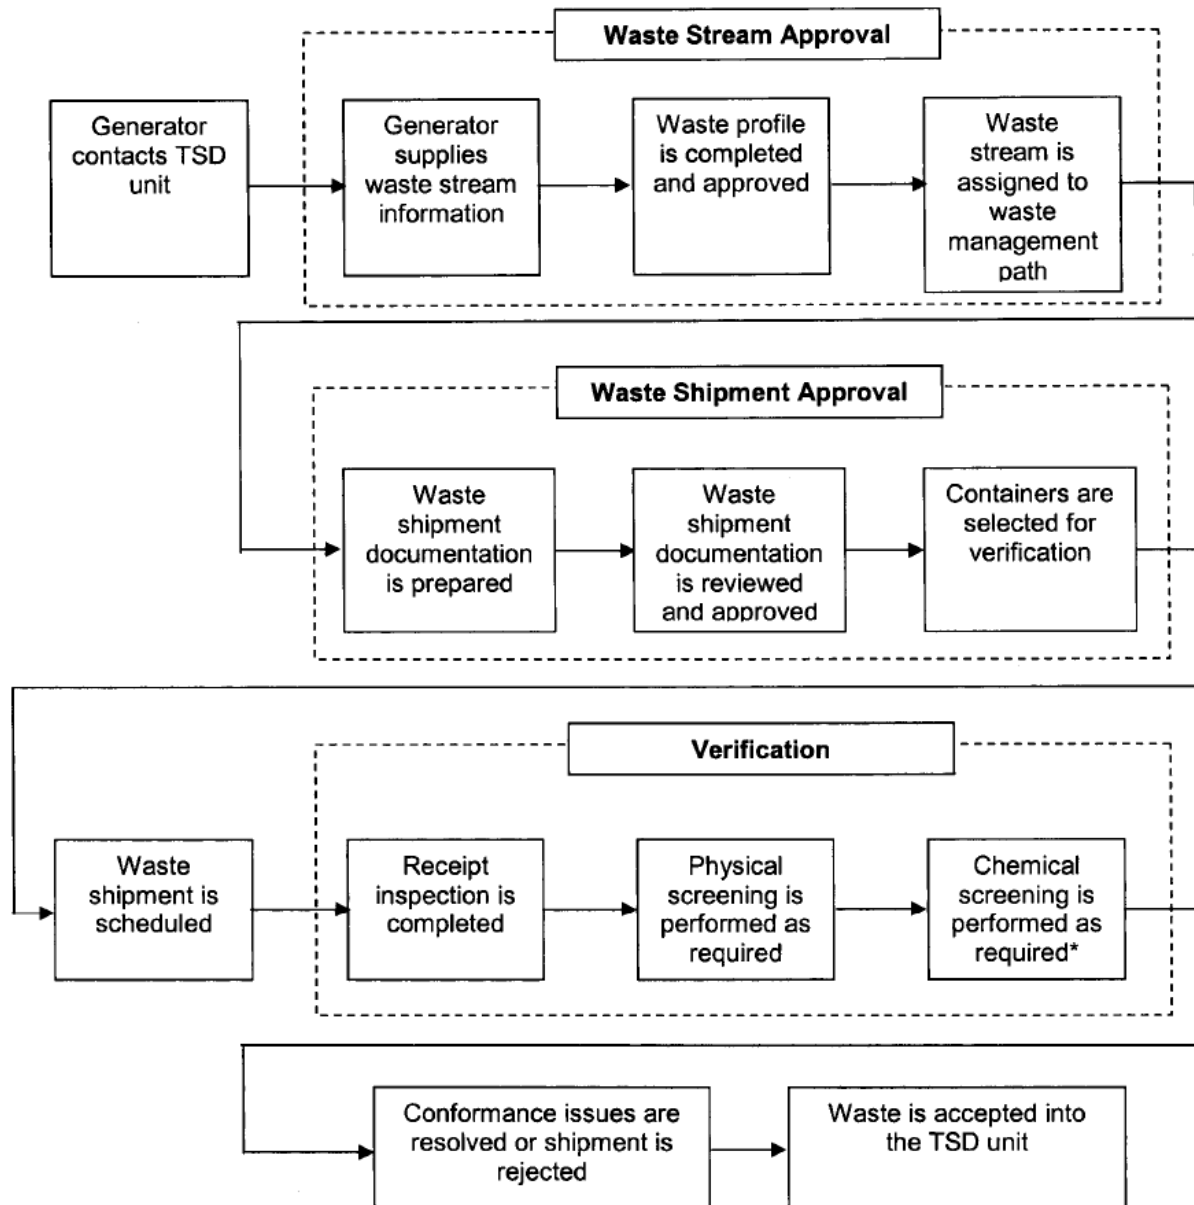 Waste Stream Approval
Generator
contacts TSD
unit
Generator
supplies
waste stream
information
Waste profile
is completed
and approved
Waste
stream is
assigned to
waste
management
path
Waste Shipment Approval
Waste
shipment
documentation
is prepared
Waste
shipment
documentation
is reviewed
and approved
Containers are
selected for
verification
Verification
Waste
shipment is
scheduled
Receipt
inspection is
completed
Physical
screening is
performed as
required
Chemical
screening is
performed as
required*
Conformance issues are
resolved or shipment is
rejected
Waste is accepted into
the TSD unit